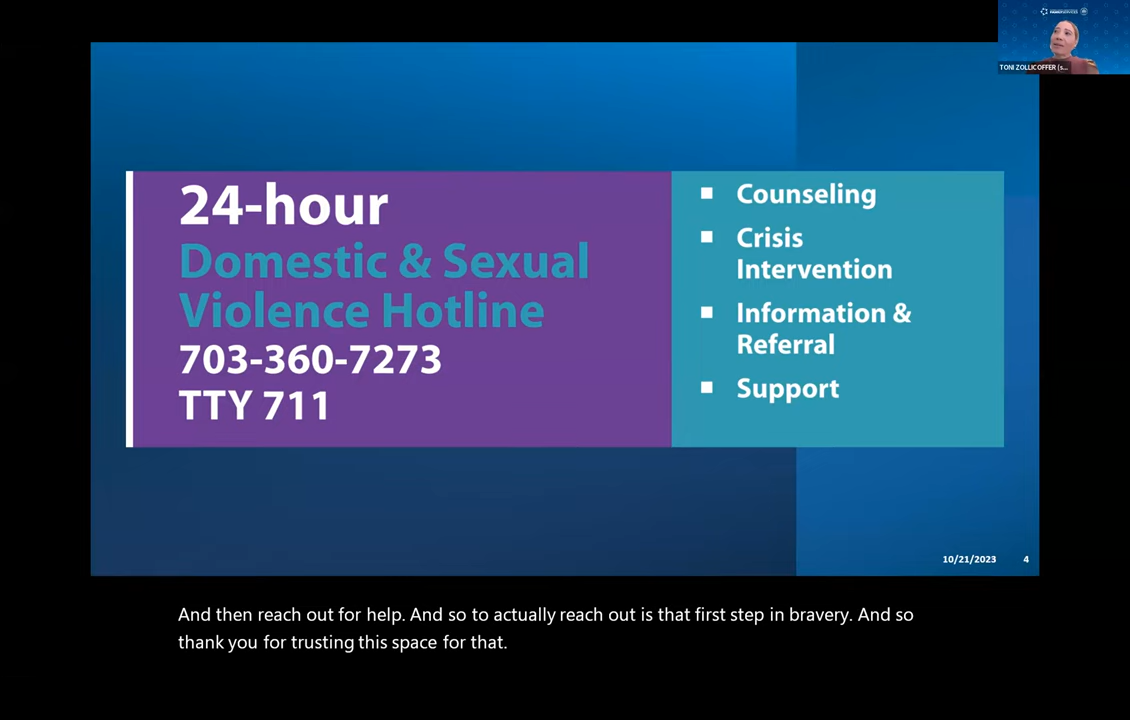 FAMILY SERVICES
TONI ZOLLICOFFER (s...
24-hour
Domestic & Sexual
Violence Hotline
703-360-7273
TTY 711
■ Counseling
■ Crisis
Intervention
■ Information &
Referral
■ Support
10/21/2023 4
And then reach out for help. And so to actually reach out is that first step in bravery. And so
thank you for trusting this space for that.